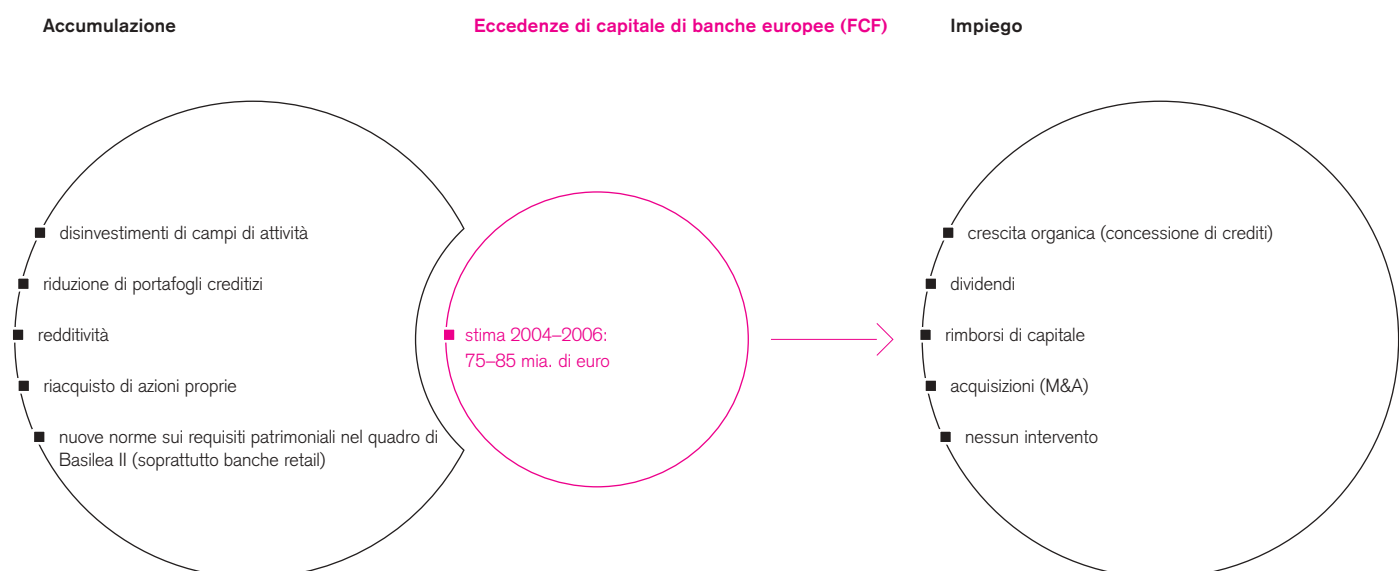 Accumulazione
disinvestimenti di campi di attività
riduzione di portafogli creditizi
redditività
riacquisto di azioni proprie
nuove norme sui requisiti patrimoniali nel quadro di
Basilea II (soprattutto banche retail)
Eccedenze di capitale di banche europee (FCF)
stima 2004–2006:
75–85 mia. di euro
Impiego
crescita organica (concessione di crediti)
dividendi
rimborsi di capitale
acquisizioni (M&A)
nessun intervento